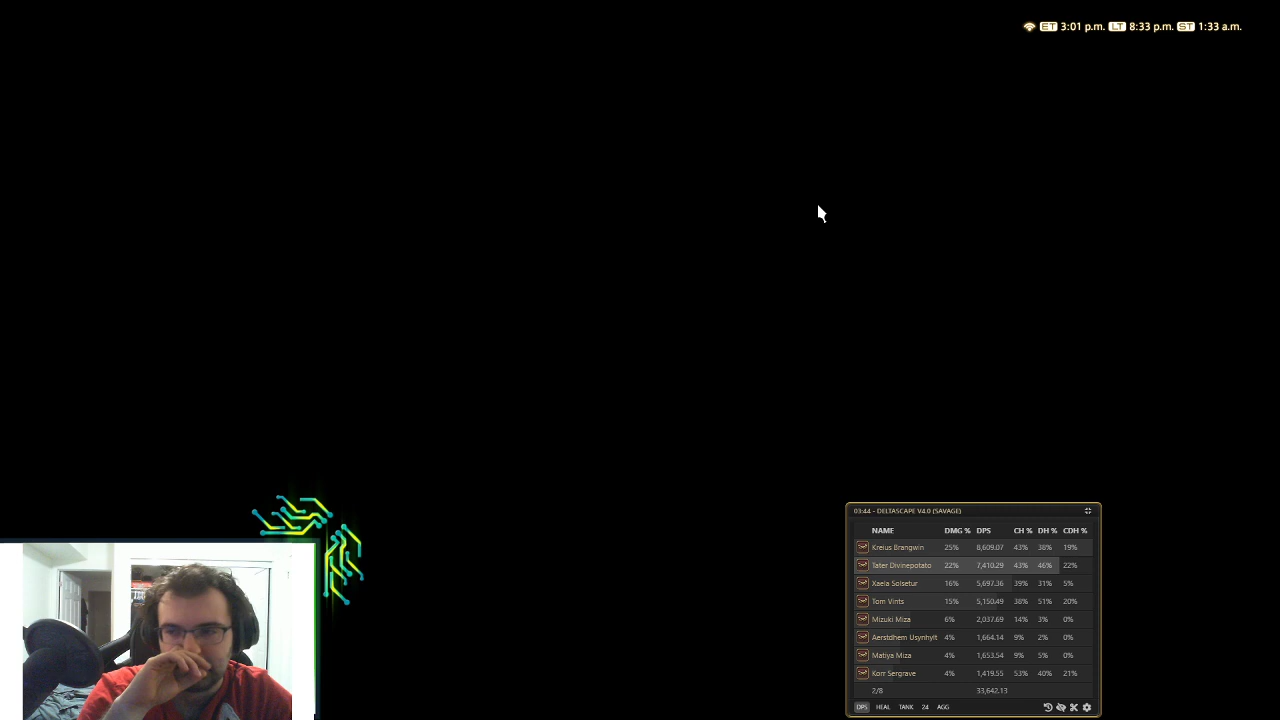 ET 3:01 p.m. LT 8:33 p.m. ST 1:33 a.m.
03:44 - DELTASCAPE V4.0 (SAVAGE)
NAME DMG % DPS CH % DH % CDH %
Kreius Brangwin 25% 8,609.07 43% 38% 19%
Tater Divinepotato 22% 7,410.29 43% 46% 22%
Xaela Solsetur 16% 5,697.36 39% 31% 5%
Tom Vints 15% 5,150.49 38% 51% 20%
Mizuki Miza 6% 2,037.69 14% 3% 0%
Aerstdhem Usynhylt 4% 1,664.14 9% 2% 0%
Matiya Miza 4% 1,653.54 9% 5% 0%
Korr Sergrave 4% 1,419.55 53% 40% 21%
2/8 33,642.13
DPS HEAL TANK 24 AGG